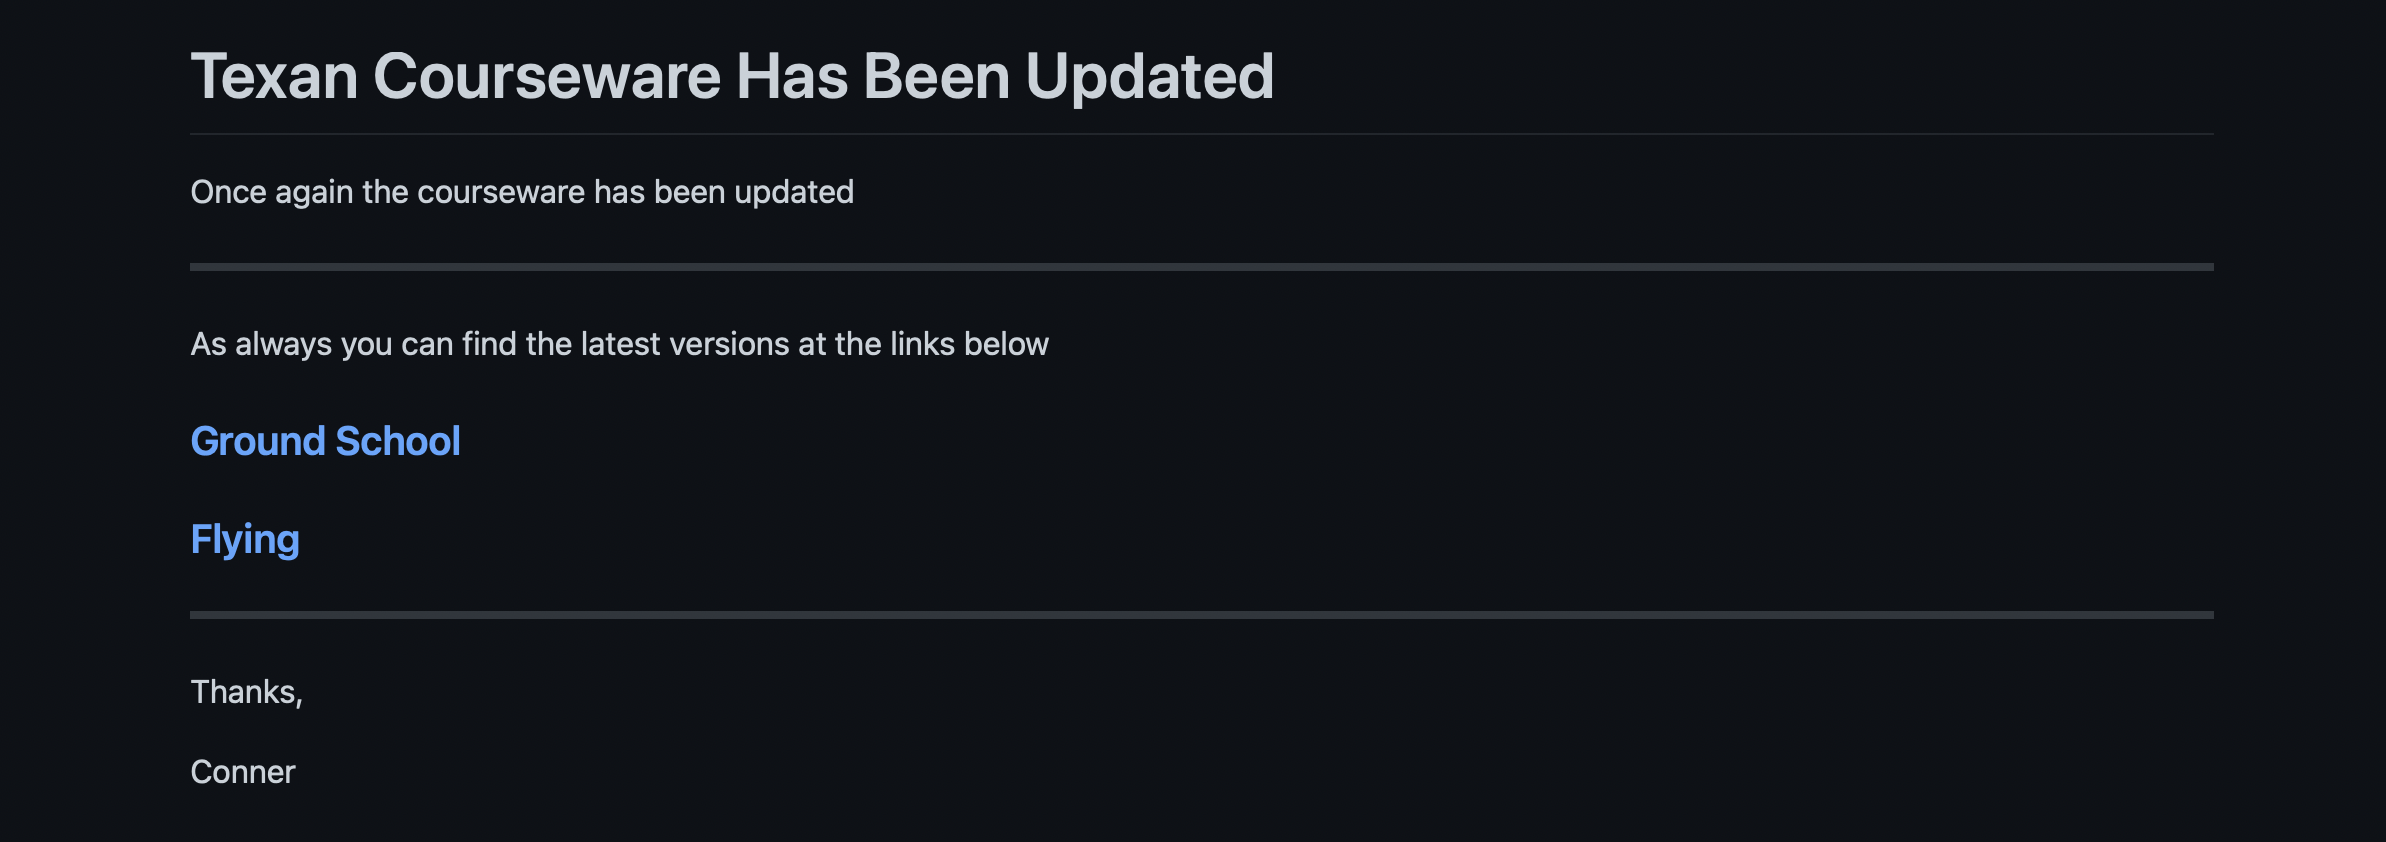 Texan Courseware Has Been Updated
Once again the courseware has been updated
As always you can find the latest versions at the links below
Ground School
Flying
Thanks,
Conner